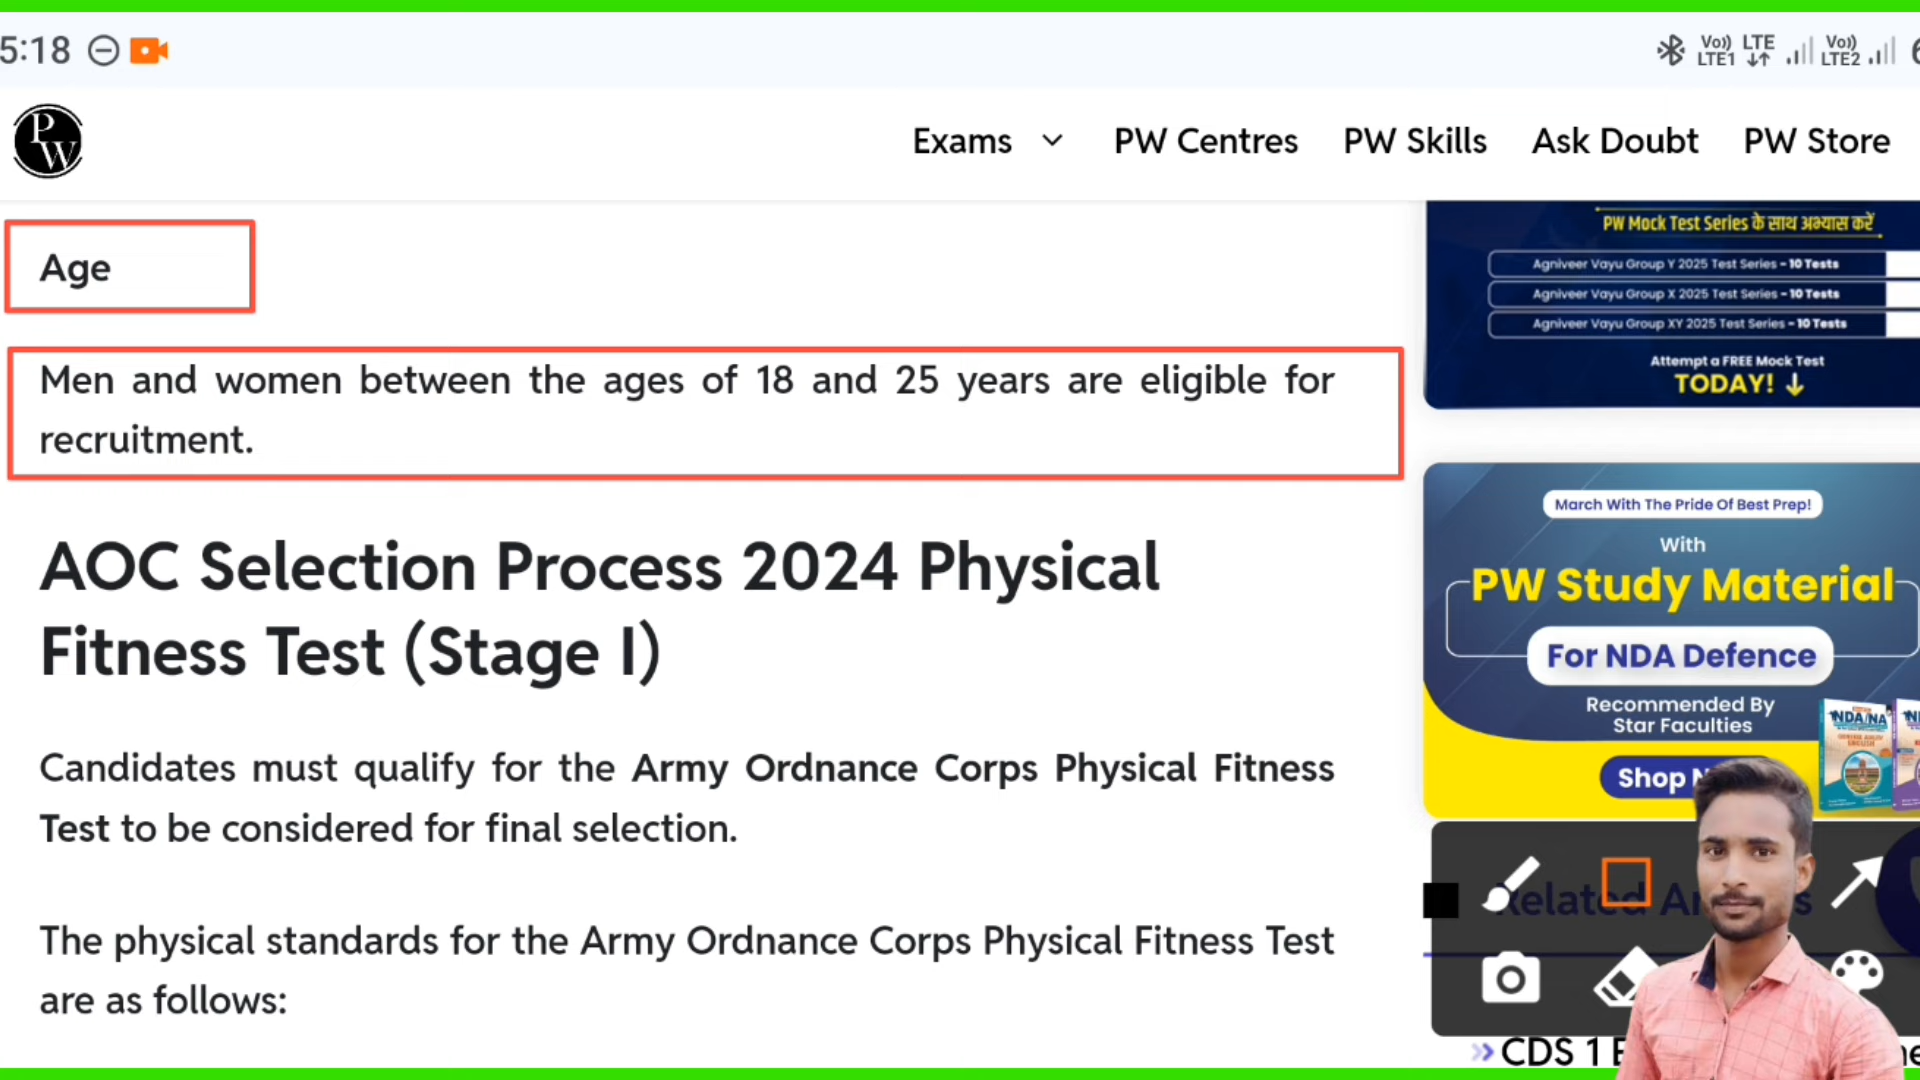 5:18
Vo)) LTE1 LTE Vo)) LTE2
PW
Exams PW Centres PW Skills Ask Doubt PW Store
Age
Men and women between the ages of 18 and 25 years are eligible for
recruitment.
AOC Selection Process 2024 Physical
Fitness Test (Stage I)
Candidates must qualify for the Army Ordnance Corps Physical Fitness
Test to be considered for final selection.
The physical standards for the Army Ordnance Corps Physical Fitness Test
are as follows:
PW Mock Test Series के साथ अभ्यास करें
Agniveer Vayu Group Y 2025 Test Series - 10 Tests
Agniveer Vayu Group X 2025 Test Series - 10 Tests
Agniveer Vayu Group XY 2025 Test Series - 10 Tests
Attempt a FREE Mock Test
TODAY!
March With The Pride Of Best Prep!
With
PW Study Material
For NDA Defence
Recommended By
Star Faculties
Shop
NDA/NA
ENGLISH
Related
CDS 1